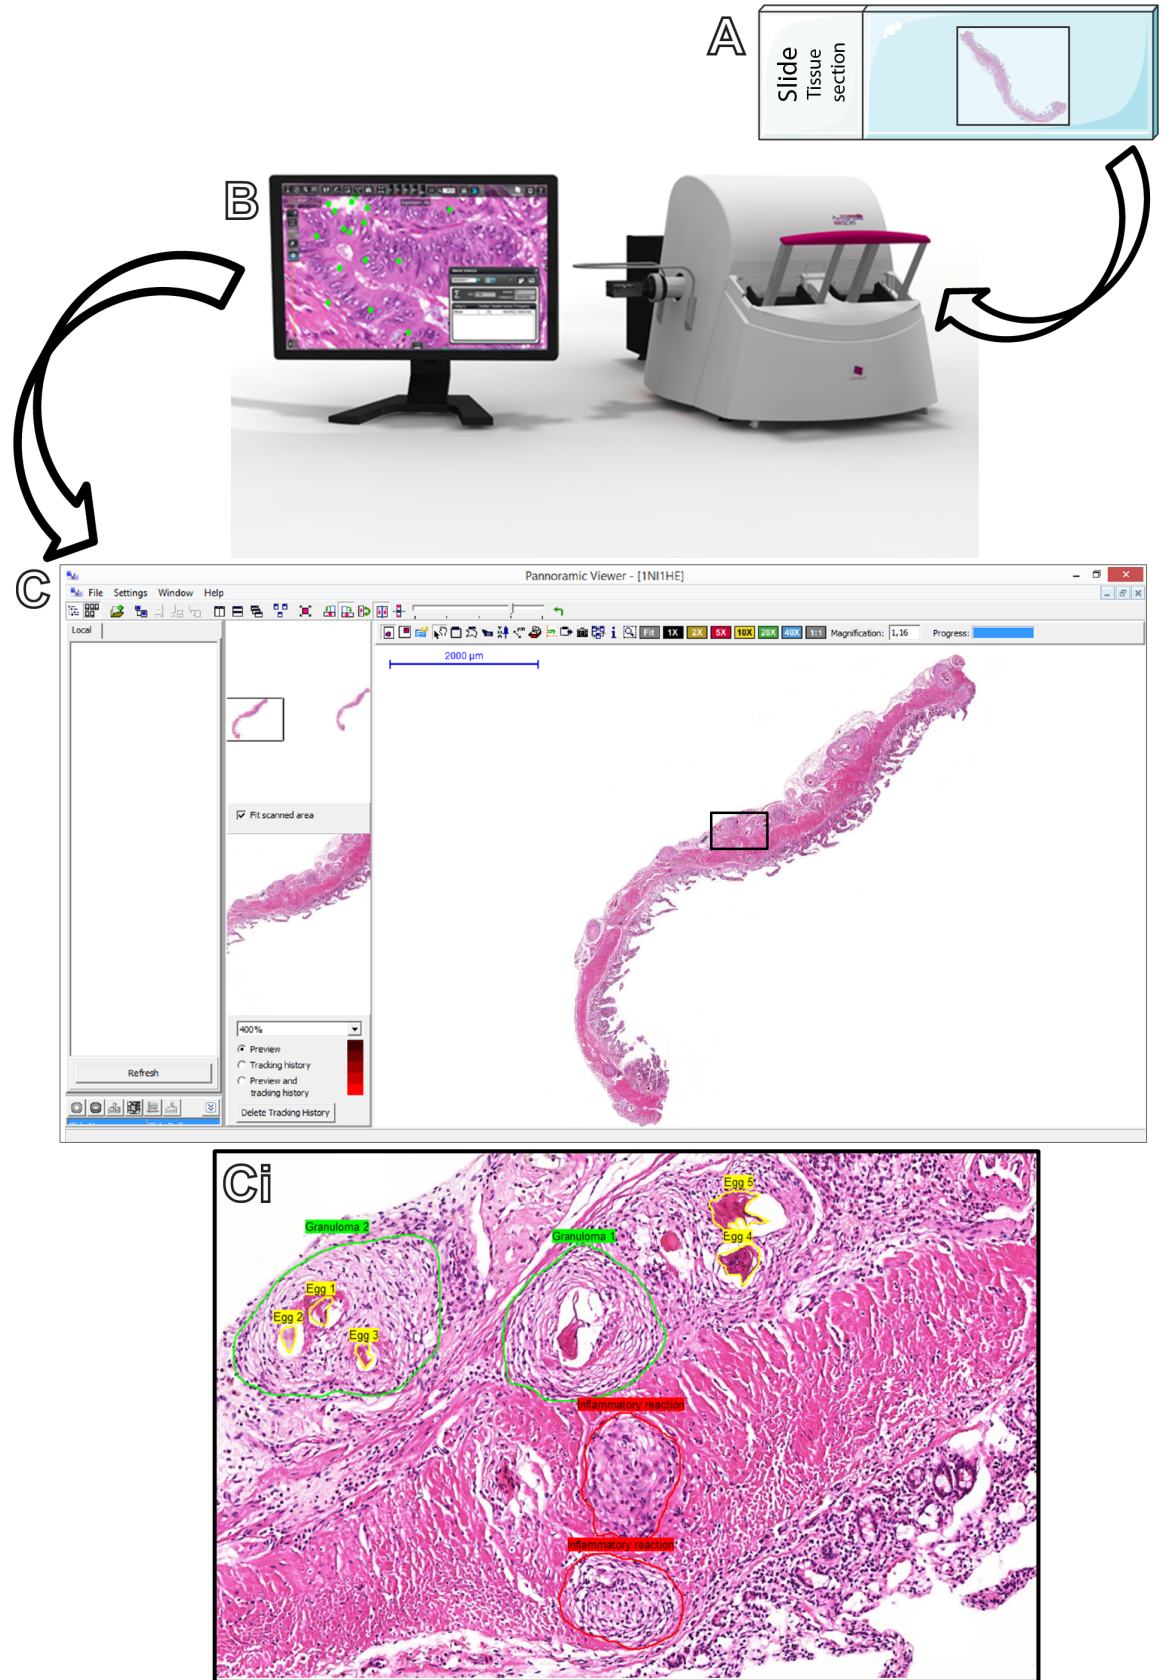 A
Slide
Tissue
section
B
C
Pannoramic Viewer - [1NI1HE]
File Settings Window Help
Local
Fit 1X 2X 5X 10X 20X 40X 1:1 Magnification: 1,16 Progress:
2000 µm
Fit scanned area
400%
Preview
Tracking history
Preview and
tracking history
Delete Tracking History
Refresh
Ci
Egg 5
Granuloma 2
Granuloma 1
Egg 4
Egg 1
Egg 2
Egg 3
Inflammatory reaction
Inflammatory reaction